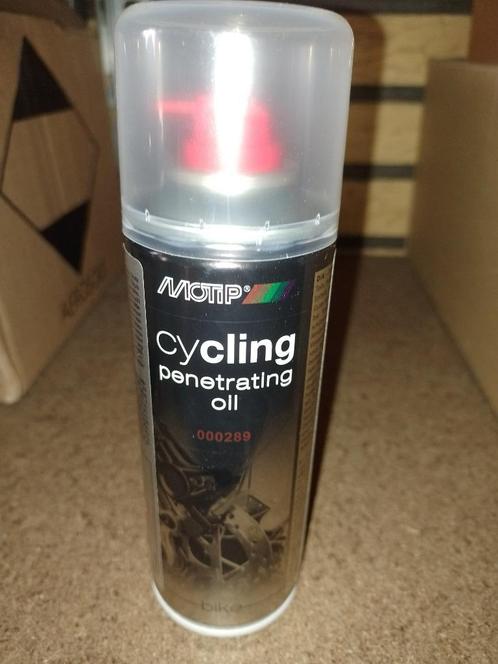 MOTIP®
cycling
penetrating
oil
000289
bike